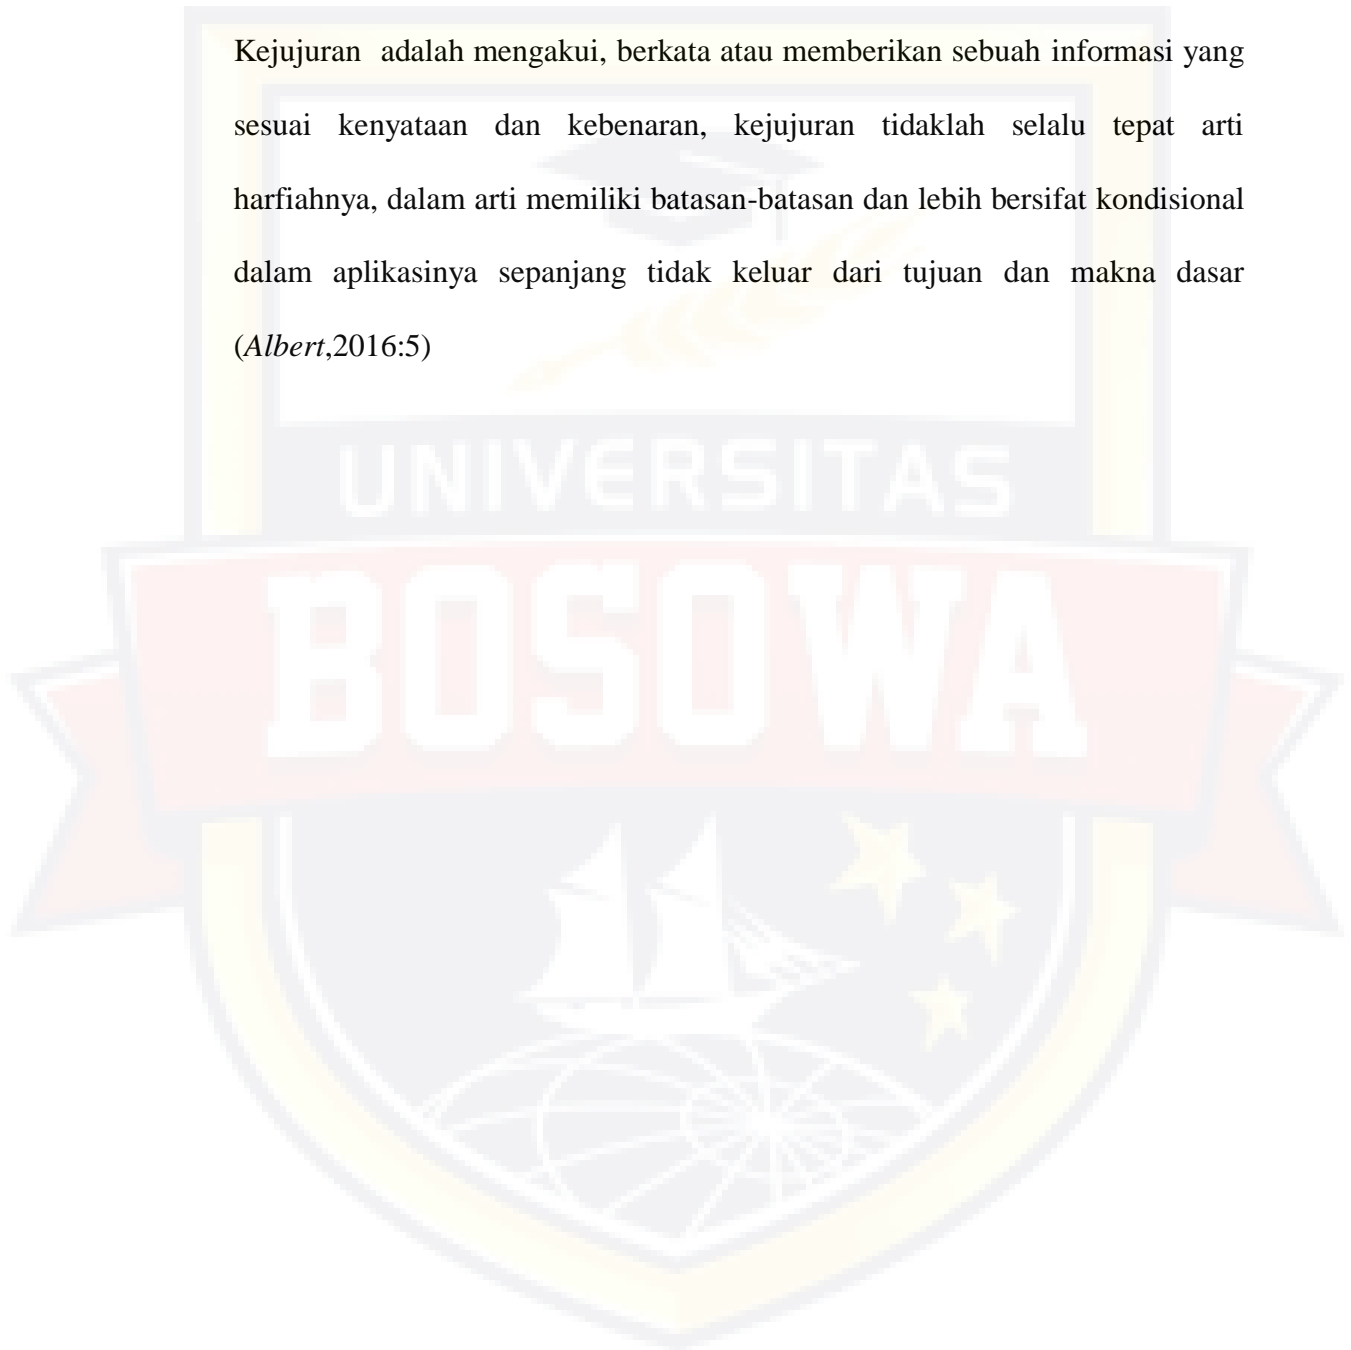 Kejujuran  adalah mengakui, berkata atau memberikan sebuah informasi yang
sesuai kenyataan dan kebenaran, kejujuran tidaklah selalu tepat arti
harfiahnya, dalam arti memiliki batasan-batasan dan lebih bersifat kondisional
dalam aplikasinya sepanjang tidak keluar dari tujuan dan makna dasar
(Albert,2016:5)
UNIVERSITAS
BOSOWA